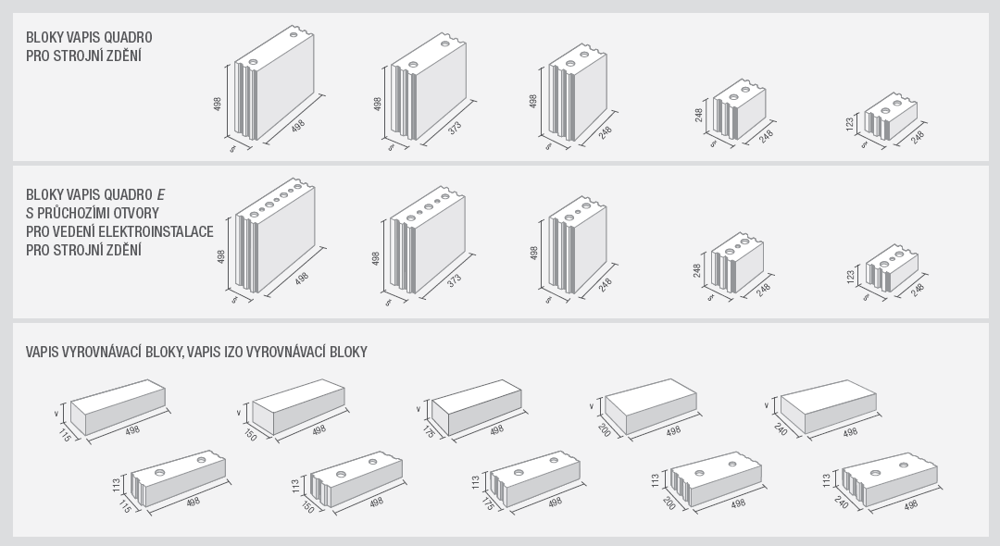 BLOKY VAPIS QUADRO
PRO STROJNÍ ZDĚNÍ
498
š
498
498
š
373
498
š
248
248
š
248
123
š
248
BLOKY VAPIS QUADRO E
S PRŮCHOZÍMI OTVORY
PRO VEDENÍ ELEKTROINSTALACE
PRO STROJNÍ ZDĚNÍ
498
š
498
498
š
373
498
š
248
248
š
248
123
š
248
VAPIS VYROVNÁVACÍ BLOKY, VAPIS IZO VYROVNÁVACÍ BLOKY
v
115
498
v
150
498
v
175
498
v
200
498
v
240
498
113
115
498
113
150
498
113
175
498
113
200
498
113
240
498